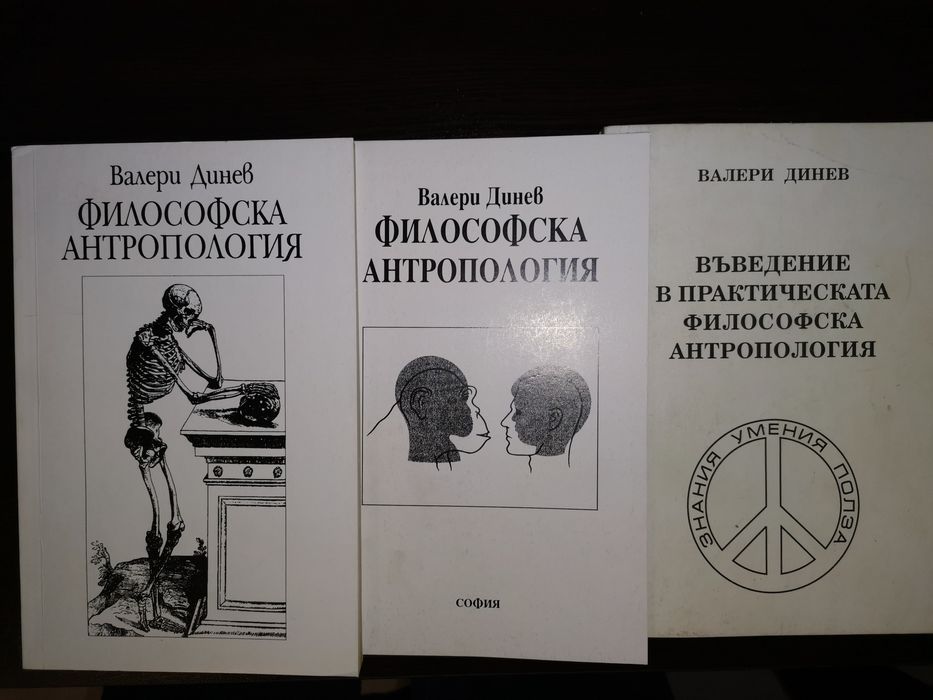 Валери Динев
ФИЛОСОФСКА
АНТРОПОЛОГИЯ
Валери Динев
ФИЛОСОФСКА
АНТРОПОЛОГИЯ
СОФИЯ
ВАЛЕРИ ДИНЕВ
ВЪВЕДЕНИЕ
В ПРАКТИЧЕСКАТА
ФИЛОСОФСКА
АНТРОПОЛОГИЯ
ЗНАНИЯ УМЕНИЯ ПОЛЗА